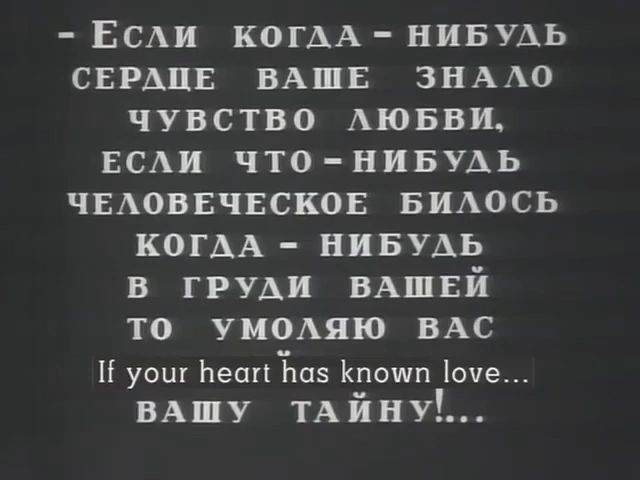 - Если когда - нибудь
сердце ваше знало
чувство любви,
если что - нибудь
человеческое билось
когда - нибудь
в груди вашей
то умоляю вас
If your heart has known love...
вашу тайну!...